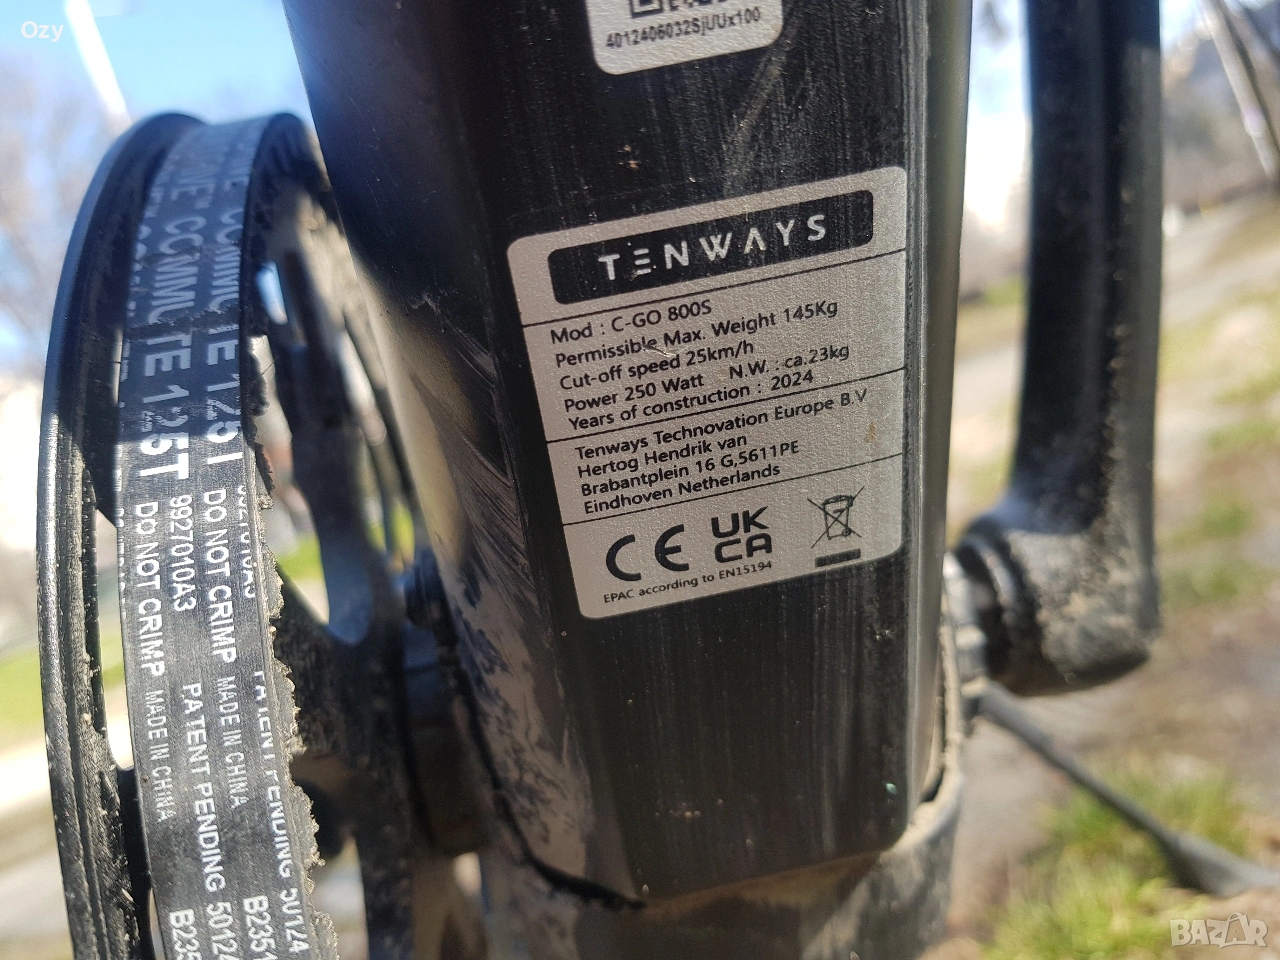 Ozy
4012406032SjUUx100
TENWAYS
Mod : C-GO 800S
Permissible Max. Weight 145Kg
Cut-off speed 25km/h
Power 250 Watt N.W. : ca.23kg
Years of construction : 2024
Tenways Technovation Europe B.V
Hertog Hendrik van
Brabantplein 16 G,5611PE
Eindhoven Netherlands
CE UK CA
EPAC according to EN15194
COMMUTE 125T
9927010A3
DO NOT CRIMP
MADE IN CHINA
PATENT PENDING
DO NOT CRIMP
MADE IN CHINA
PATENT PENDING
BAZAR